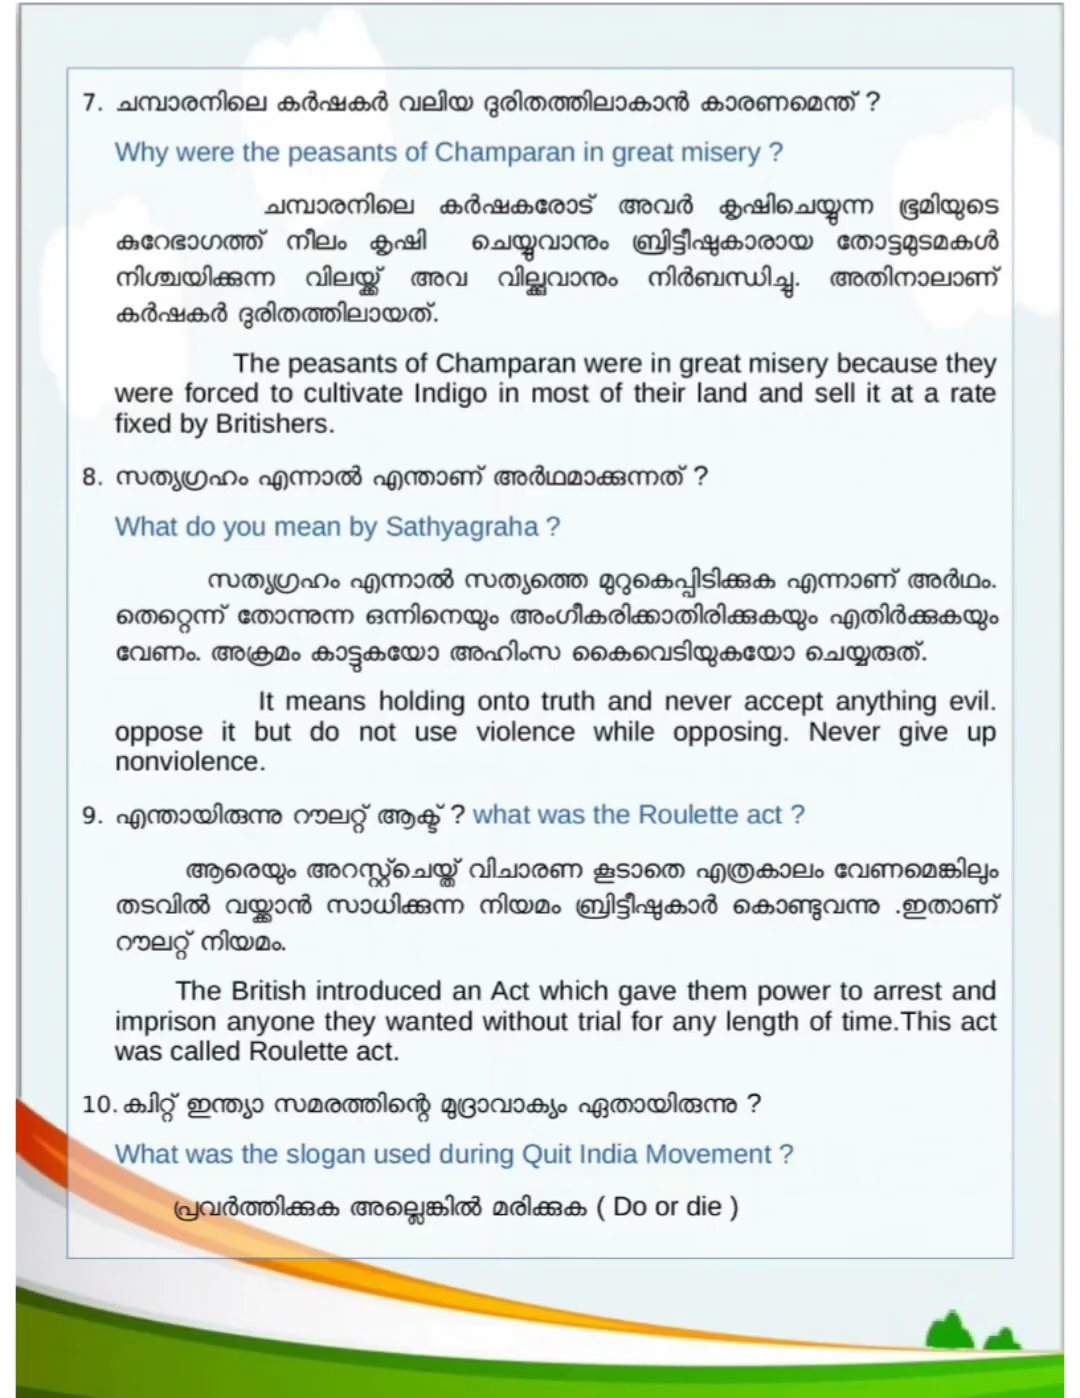 7. ചമ്പാരനിലെ കർഷകർ വലിയ ദുരിതത്തിലാകാൻ കാരണമെന്ത് ?
Why were the peasants of Champaran in great misery ?
ചമ്പാരനിലെ കർഷകരോട് അവർ കൃഷിചെയ്യുന്ന ഭൂമിയുടെ
കുറേഭാഗത്ത് നീലം കൃഷി ചെയ്യുവാനും ബ്രിട്ടീഷുകാരായ തോട്ടമുടമകൾ
നിശ്ചയിക്കുന്ന വിലയ്ക്ക് അവ വില്ക്കുവാനും നിർബന്ധിച്ചു. അതിനാലാണ്
കർഷകർ ദുരിതത്തിലായത്.
The peasants of Champaran were in great misery because they
were forced to cultivate Indigo in most of their land and sell it at a rate
fixed by Britishers.
8. സത്യഗ്രഹം എന്നാൽ എന്താണ് അർഥമാക്കുന്നത് ?
What do you mean by Sathyagraha ?
സത്യഗ്രഹം എന്നാൽ സത്യത്തെ മുറുകെപ്പിടിക്കുക എന്നാണ് അർഥം.
തെറ്റെന്ന് തോന്നുന്ന ഒന്നിനെയും അംഗീകരിക്കാതിരിക്കുകയും എതിർക്കുകയും
വേണം. അക്രമം കാട്ടുകയോ അഹിംസ കൈവെടിയുകയോ ചെയ്യരുത്.
It means holding onto truth and never accept anything evil.
oppose it but do not use violence while opposing. Never give up
nonviolence.
9. എന്തായിരുന്നു റൗലറ്റ് ആക്ട് ? what was the Roulette act ?
ആരെയും അറസ്റ്റ്ചെയ്ത് വിചാരണ കൂടാതെ എത്രകാലം വേണമെങ്കിലും
തടവിൽ വയ്ക്കാൻ സാധിക്കുന്ന നിയമം ബ്രിട്ടീഷുകാർ കൊണ്ടുവന്നു .ഇതാണ്
റൗലറ്റ് നിയമം.
The British introduced an Act which gave them power to arrest and
imprison anyone they wanted without trial for any length of time.This act
was called Roulette act.
10. ക്വിറ്റ് ഇന്ത്യാ സമരത്തിന്റെ മുദ്രാവാക്യം ഏതായിരുന്നു ?
What was the slogan used during Quit India Movement ?
പ്രവർത്തിക്കുക അല്ലെങ്കിൽ മരിക്കുക ( Do or die )